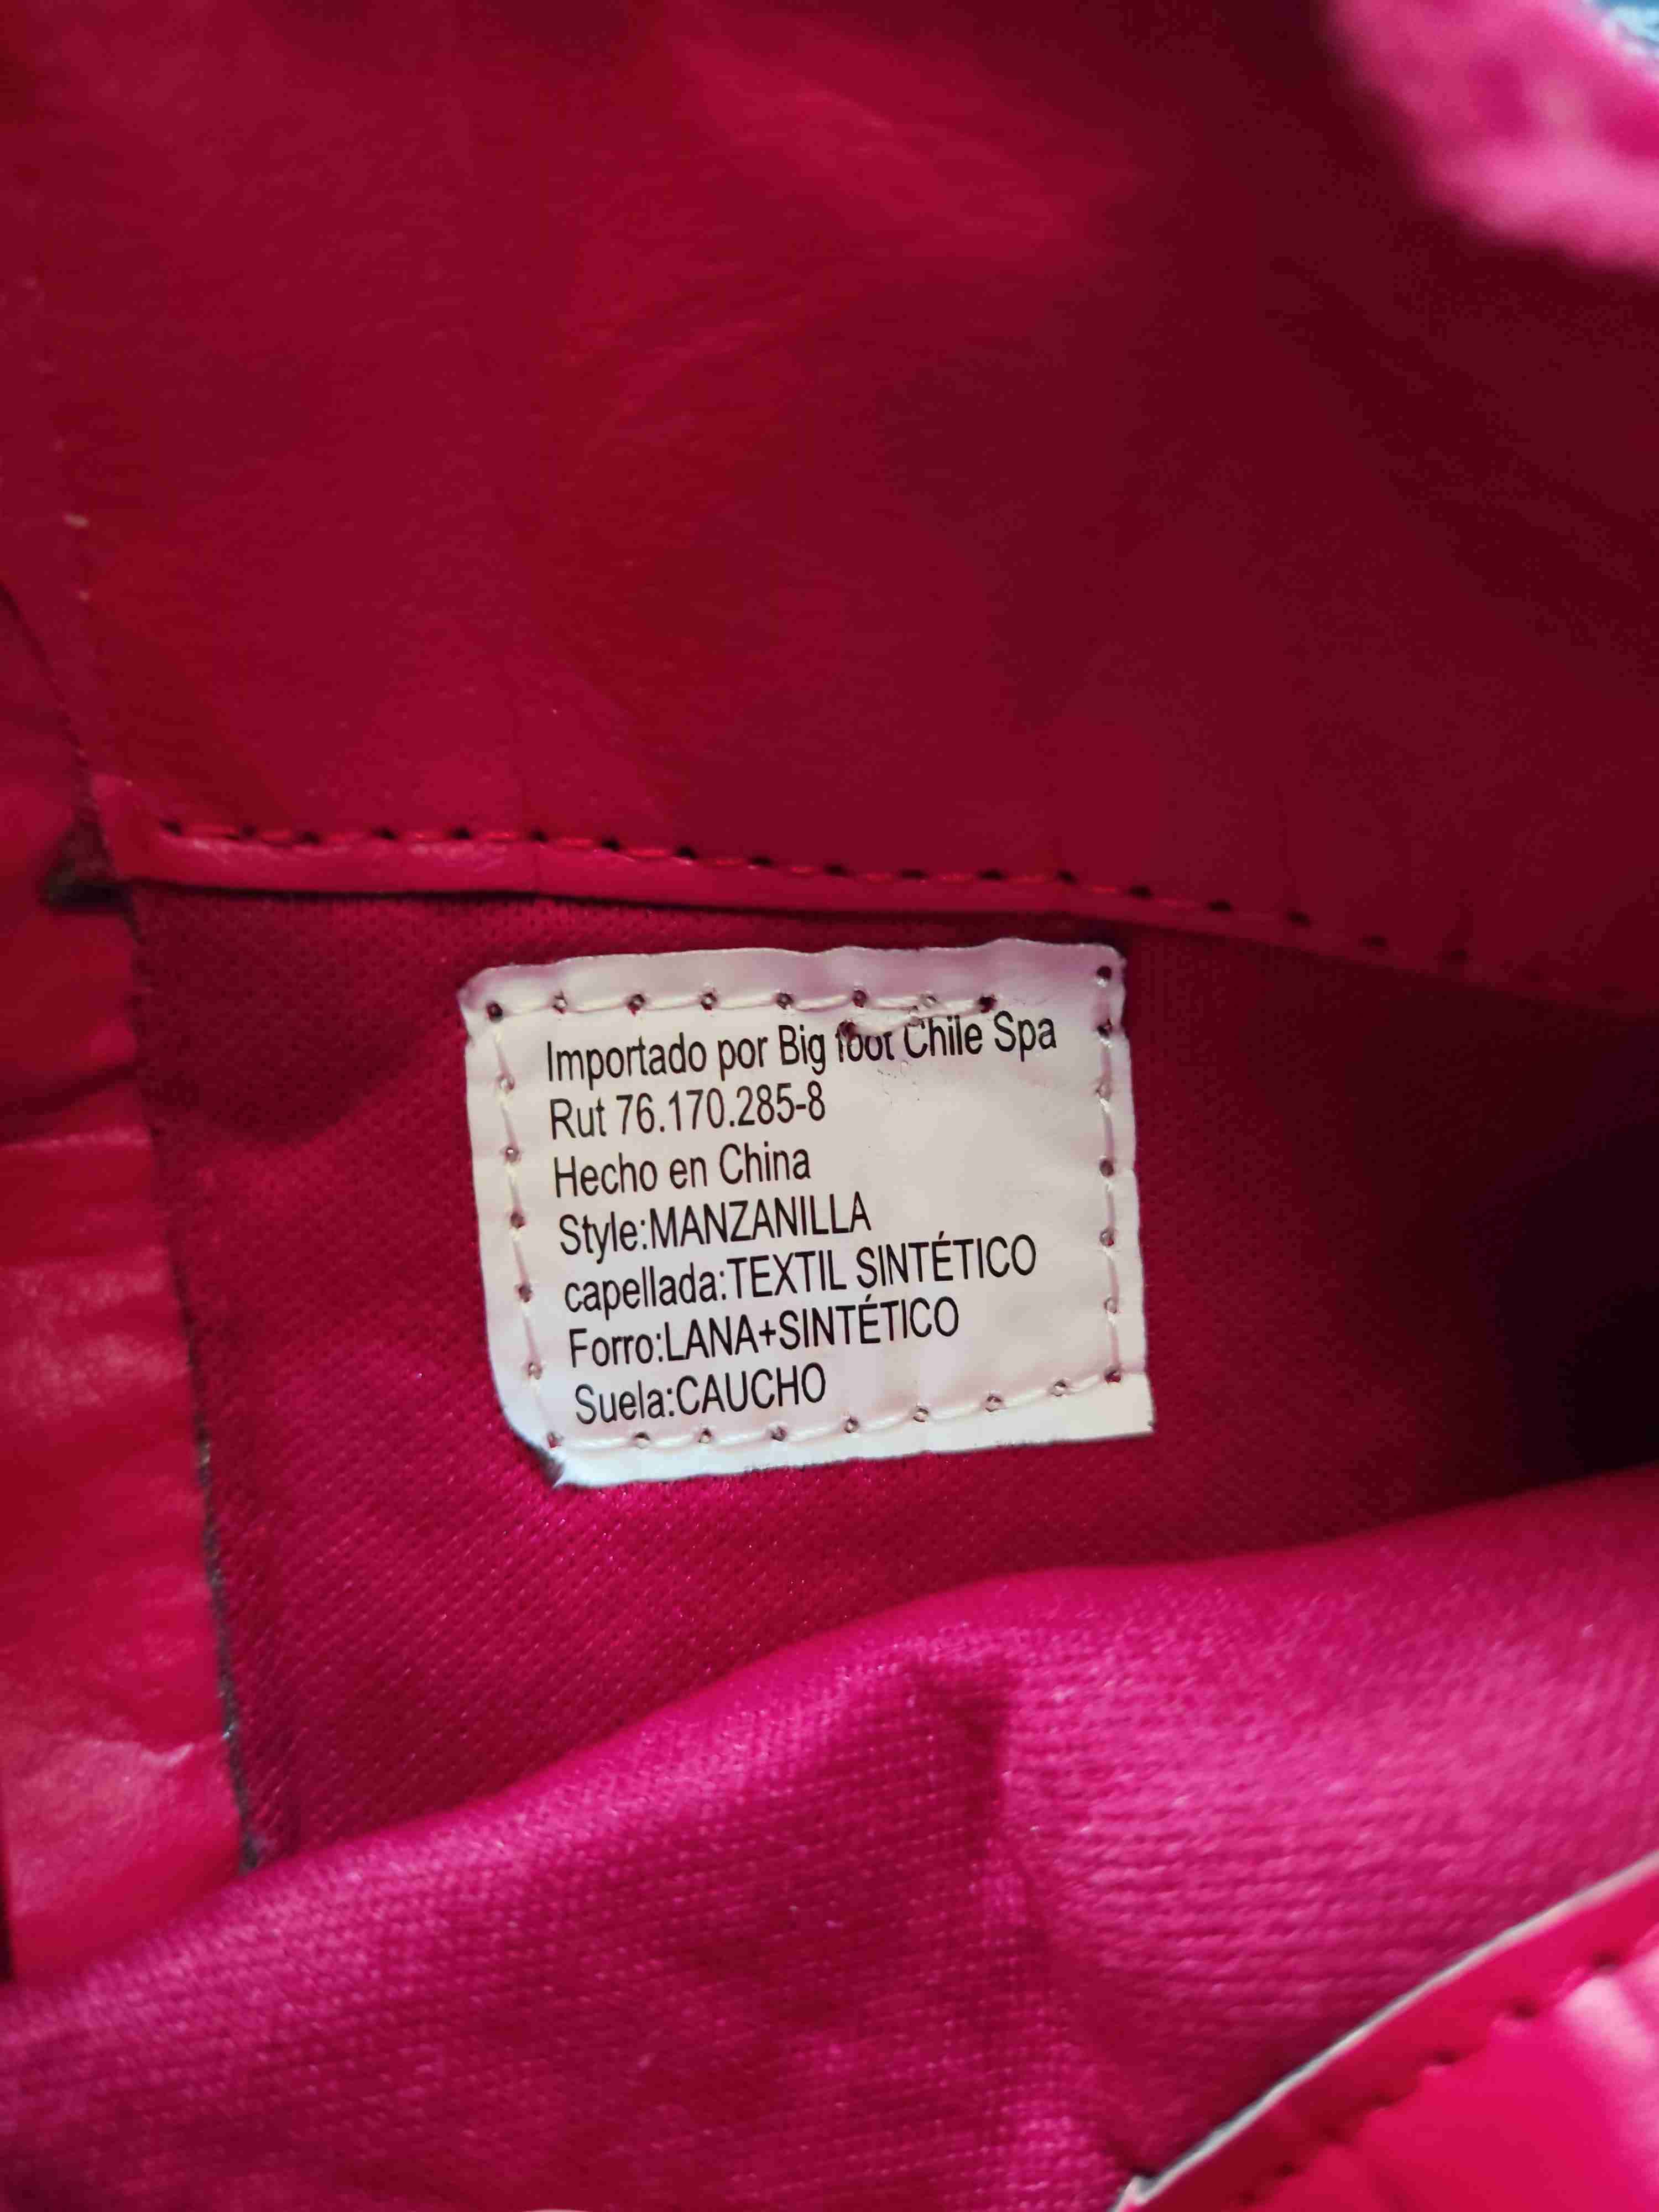 Importado por Big foot Chile Spa
Rut 76.170.285-8
Hecho en China
Style:MANZANILLA
capellada:TEXTIL SINTÉTICO
Forro:LANA+SINTÉTICO
Suela:CAUCHO